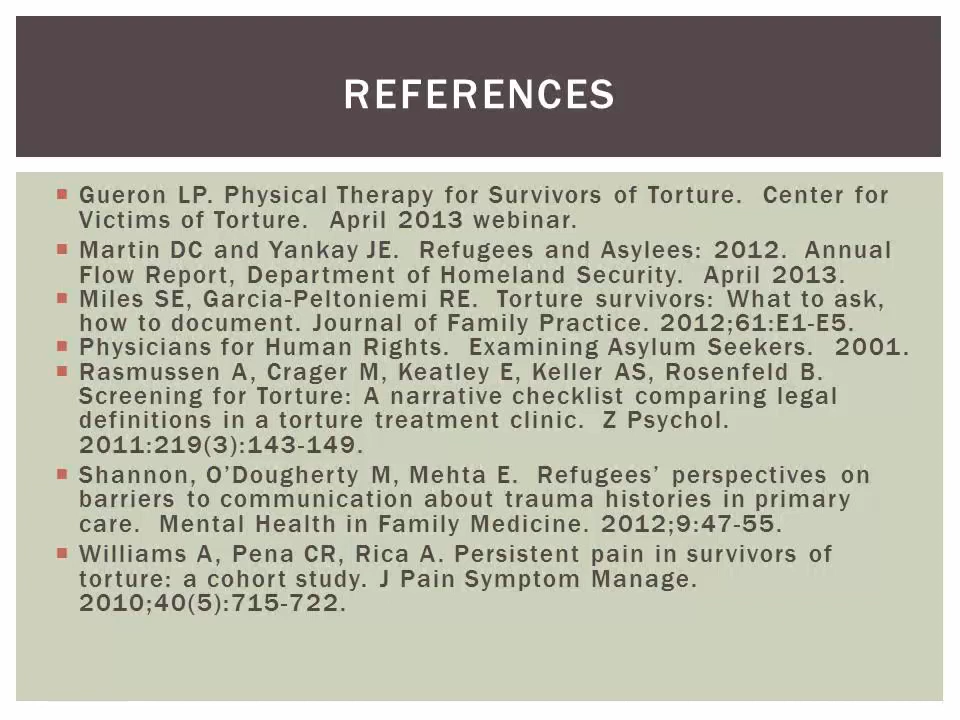 REFERENCES
Gueron LP. Physical Therapy for Survivors of Torture. Center for
Victims of Torture. April 2013 webinar.
Martin DC and Yankay JE. Refugees and Asylees: 2012. Annual
Flow Report, Department of Homeland Security. April 2013.
Miles SE, Garcia-Peltoniemi RE. Torture survivors: What to ask,
how to document. Journal of Family Practice. 2012;61:E1-E5.
Physicians for Human Rights. Examining Asylum Seekers. 2001.
Rasmussen A, Crager M, Keatley E, Keller AS, Rosenfeld B.
Screening for Torture: A narrative checklist comparing legal
definitions in a torture treatment clinic. Z Psychol.
2011:219(3):143-149.
Shannon, O’Dougherty M, Mehta E. Refugees’ perspectives on
barriers to communication about trauma histories in primary
care. Mental Health in Family Medicine. 2012;9:47-55.
Williams A, Pena CR, Rica A. Persistent pain in survivors of
torture: a cohort study. J Pain Symptom Manage.
2010;40(5):715-722.